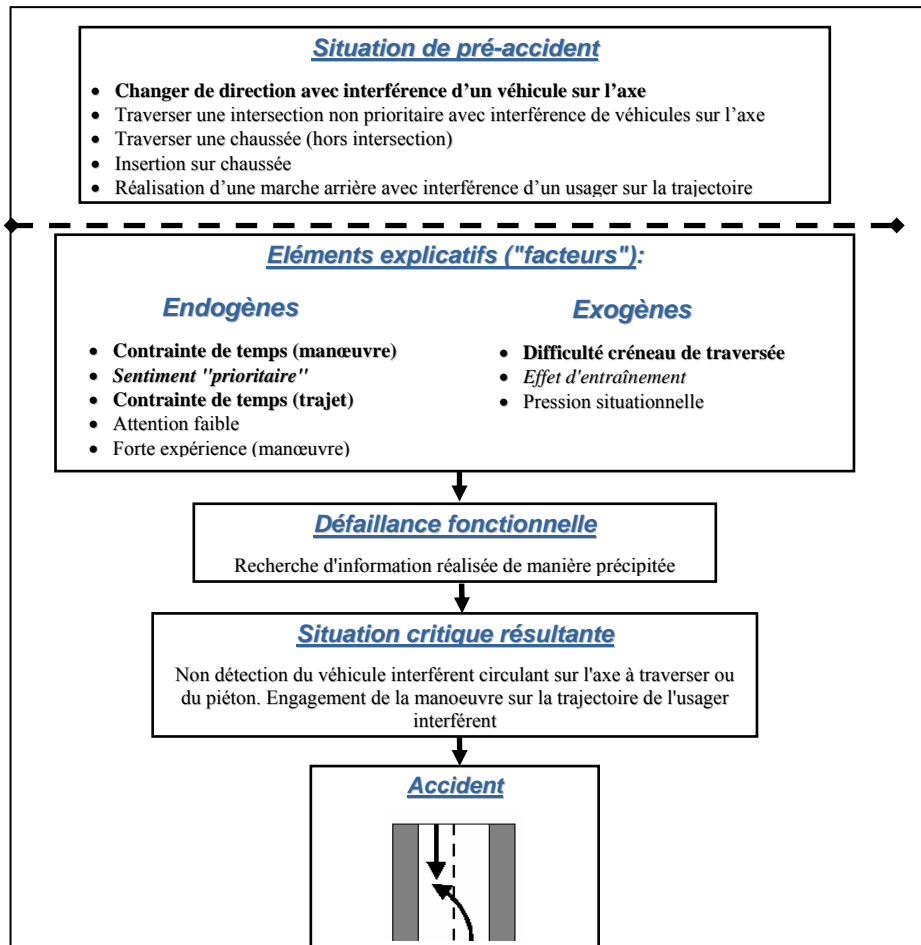 Situation de pré-accident
• Changer de direction avec interférence d'un véhicule sur l'axe
• Traverser une intersection non prioritaire avec interférence de véhicules sur l'axe
• Traverser une chaussée (hors intersection)
• Insertion sur chaussée
• Réalisation d'une marche arrière avec interférence d'un usager sur la trajectoire
Eléments explicatifs ("facteurs"):
Endogènes
• Contrainte de temps (manœuvre)
• Sentiment "prioritaire"
• Contrainte de temps (trajet)
• Attention faible
• Forte expérience (manœuvre)
Exogènes
• Difficulté créneau de traversée
• Effet d'entraînement
• Pression situationnelle
Défaillance fonctionnelle
Recherche d'information réalisée de manière précipitée
Situation critique résultante
Non détection du véhicule interférent circulant sur l'axe à traverser ou
du piéton. Engagement de la manoeuvre sur la trajectoire de l'usager
interférent
Accident